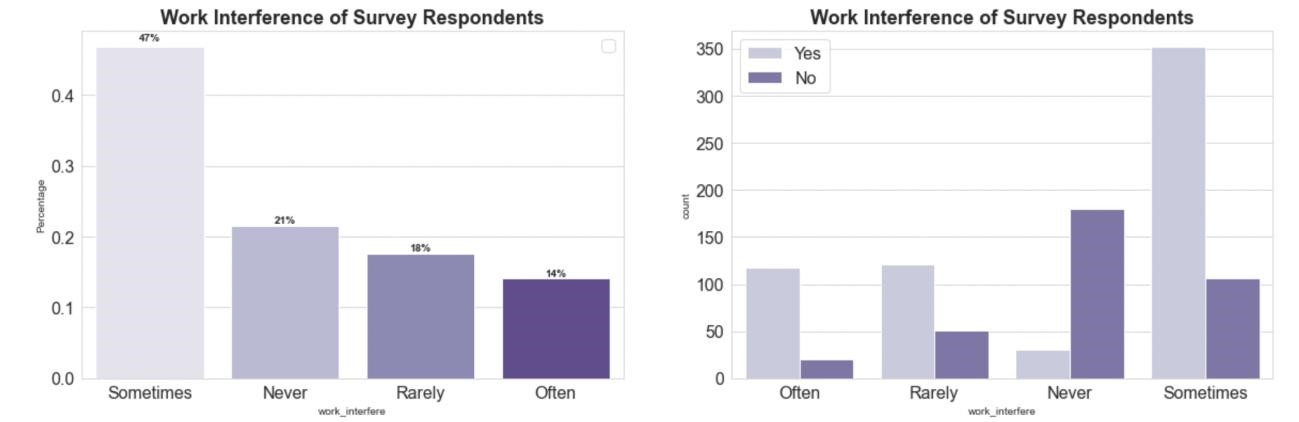 Work Interference of Survey Respondents
47%
21%
18%
14%
0.4
0.3
0.2
0.1
0.0
Percentage
Sometimes Never Rarely Often
work_interfere
Work Interference of Survey Respondents
Yes
No
350
300
250
200
150
100
50
0
count
Often Rarely Never Sometimes
work_interfere